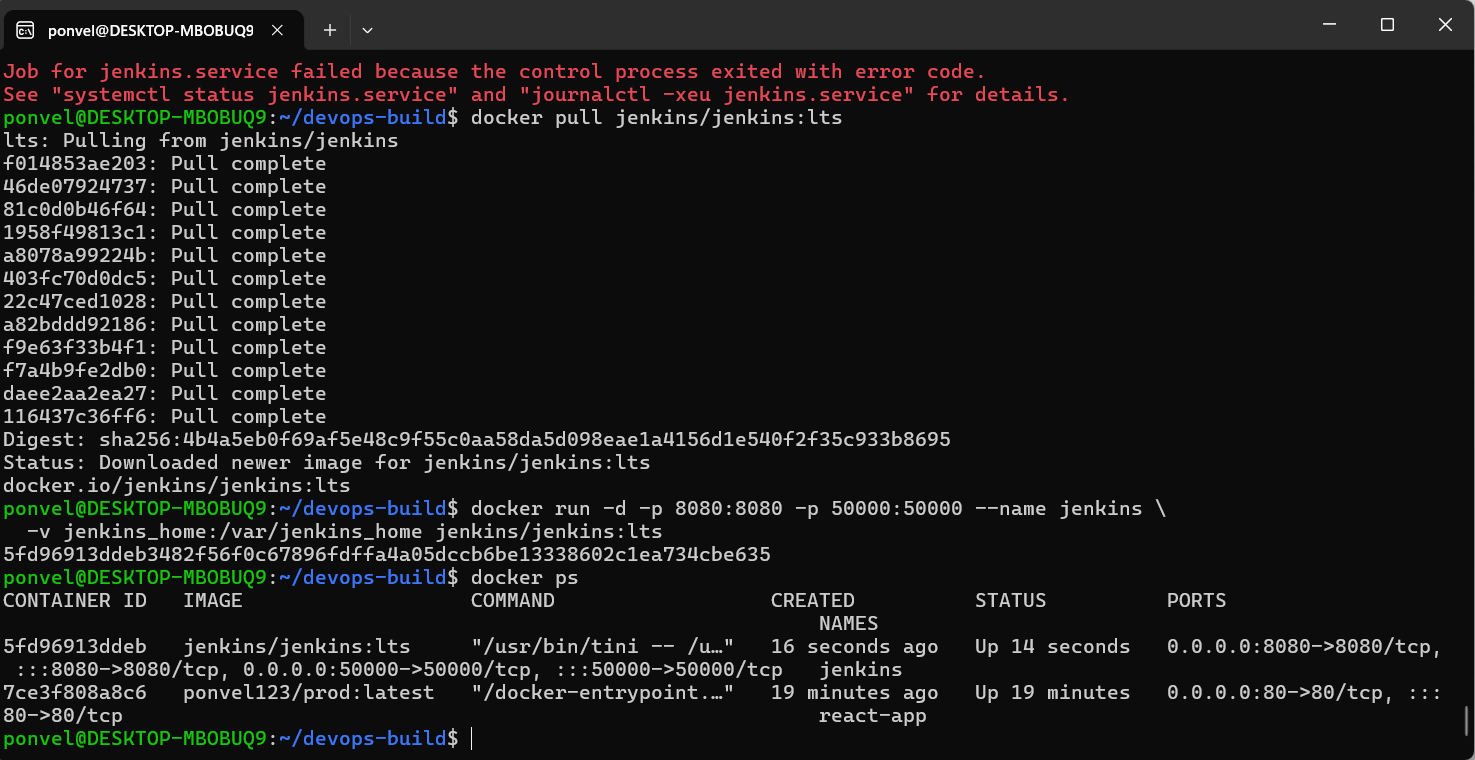 ponvel@DESKTOP-MBOBUQ9
Job for jenkins.service failed because the control process exited with error code.
See "systemctl status jenkins.service" and "journalctl -xeu jenkins.service" for details.
ponvel@DESKTOP-MBOBUQ9:~/devops-build$ docker pull jenkins/jenkins:lts
lts: Pulling from jenkins/jenkins
f014853ae203: Pull complete
46de07924737: Pull complete
81c0d0b46f64: Pull complete
1958f49813c1: Pull complete
a8078a99224b: Pull complete
403fc70d0dc5: Pull complete
22c47ced1028: Pull complete
a82bddd92186: Pull complete
f9e63f33b4f1: Pull complete
f7a4b9fe2db0: Pull complete
daee2aa2ea27: Pull complete
116437c36ff6: Pull complete
Digest: sha256:4b4a5eb0f69af5e48c9f55c0aa58da5d098eae1a4156d1e540f2f35c933b8695
Status: Downloaded newer image for jenkins/jenkins:lts
docker.io/jenkins/jenkins:lts
ponvel@DESKTOP-MBOBUQ9:~/devops-build$ docker run -d -p 8080:8080 -p 50000:50000 --name jenkins \
  -v jenkins_home:/var/jenkins_home jenkins/jenkins:lts
5fd96913ddeb3482f56f0c67896fdffa4a05dccb6be13338602c1ea734cbe635
ponvel@DESKTOP-MBOBUQ9:~/devops-build$ docker ps
CONTAINER ID   IMAGE                   COMMAND                  CREATED          STATUS          PORTS
                                                                    NAMES
5fd96913ddeb   jenkins/jenkins:lts     "/usr/bin/tini -- /u…"   16 seconds ago   Up 14 seconds   0.0.0.0:8080->8080/tcp,
 :::8080->8080/tcp, 0.0.0.0:50000->50000/tcp, :::50000->50000/tcp   jenkins
7ce3f808a8c6   ponvel123/prod:latest   "/docker-entrypoint.…"   19 minutes ago   Up 19 minutes   0.0.0.0:80->80/tcp, :::
80->80/tcp                                                          react-app
ponvel@DESKTOP-MBOBUQ9:~/devops-build$